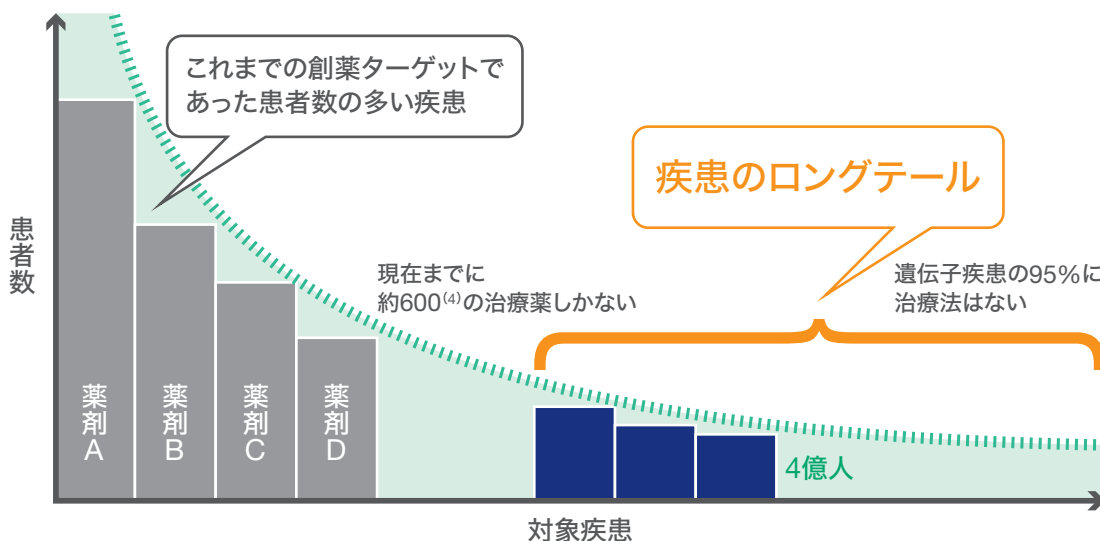 これまでの創薬ターゲットで
あった患者数の多い疾患
疾患のロングテール
患者数
現在までに
約600(4)の治療薬しかない
遺伝子疾患の95%に
治療法はない
薬剤A
薬剤B
薬剤C
薬剤D
4億人
対象疾患